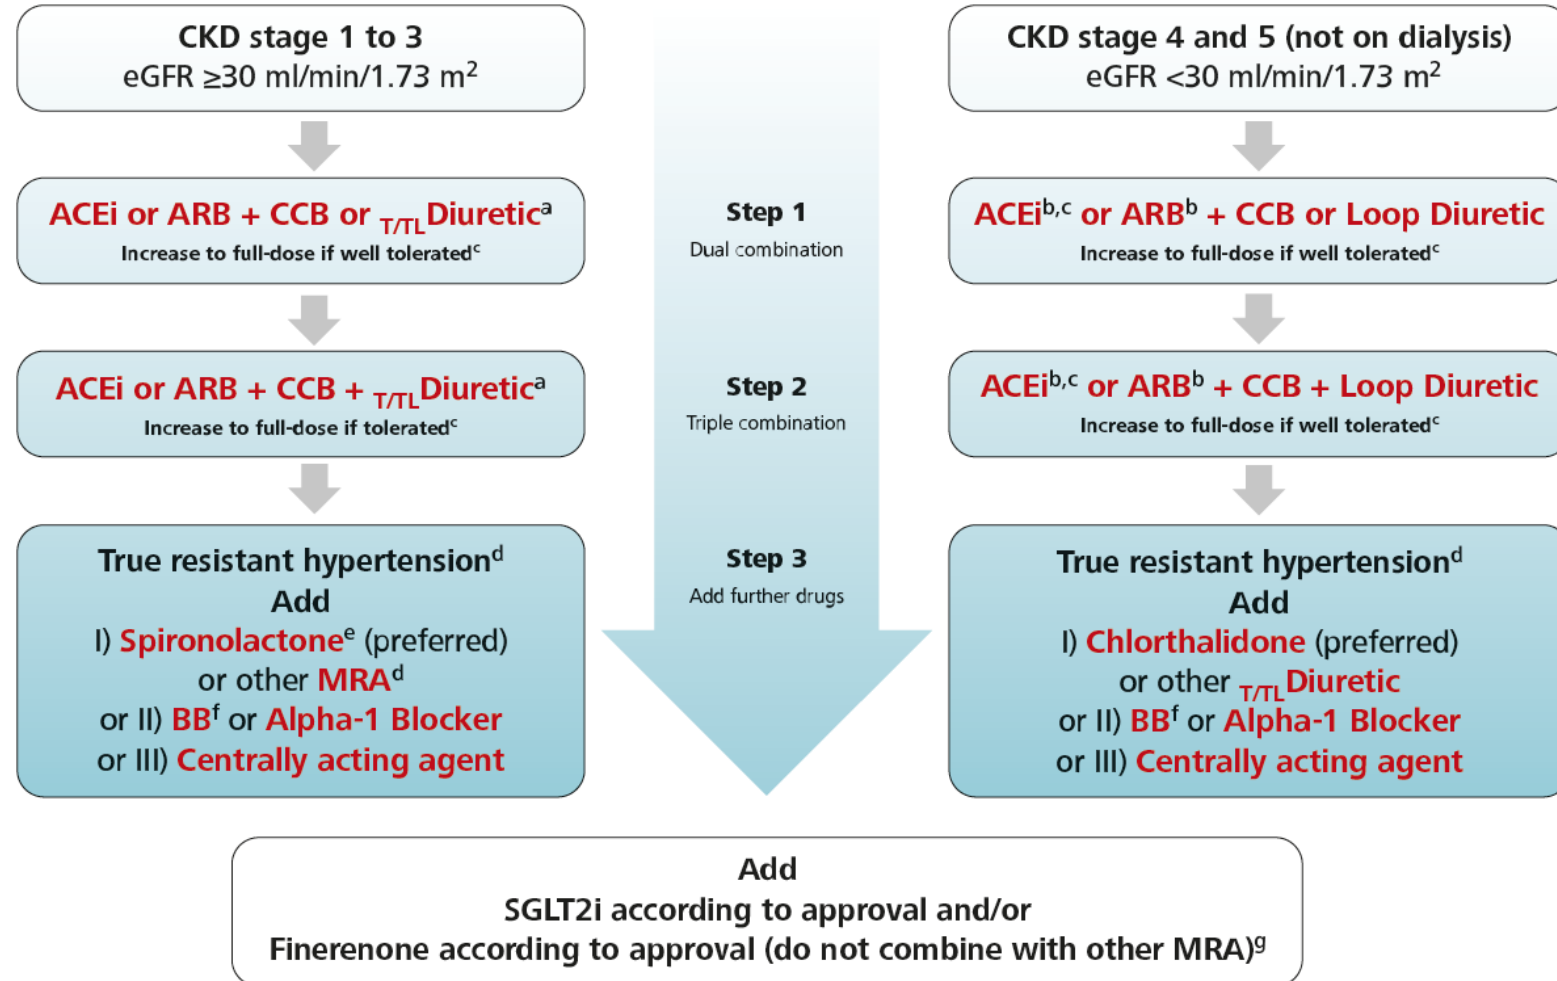 CKD stage 1 to 3
eGFR ≥30 ml/min/1.73 m²
ACEi or ARB + CCB or T/TL Diureticᵃ
Increase to full-dose if well toleratedᶜ
ACEi or ARB + CCB + T/TL Diureticᵃ
Increase to full-dose if toleratedᶜ
True resistant hypertensionᵈ
Add
I) Spironolactoneᵉ (preferred)
or other MRAᵈ
or II) BBᶠ or Alpha-1 Blocker
or III) Centrally acting agent
Step 1
Dual combination
Step 2
Triple combination
Step 3
Add further drugs
CKD stage 4 and 5 (not on dialysis)
eGFR <30 ml/min/1.73 m²
ACEiᵇ,ᶜ or ARBᵇ + CCB or Loop Diuretic
Increase to full-dose if well toleratedᶜ
ACEiᵇ,ᶜ or ARBᵇ + CCB + Loop Diuretic
Increase to full-dose if well toleratedᶜ
True resistant hypertensionᵈ
Add
I) Chlorthalidone (preferred)
or other T/TL Diuretic
or II) BBᶠ or Alpha-1 Blocker
or III) Centrally acting agent
Add
SGLT2i according to approval and/or
Finerenone according to approval (do not combine with other MRA)ᵍ